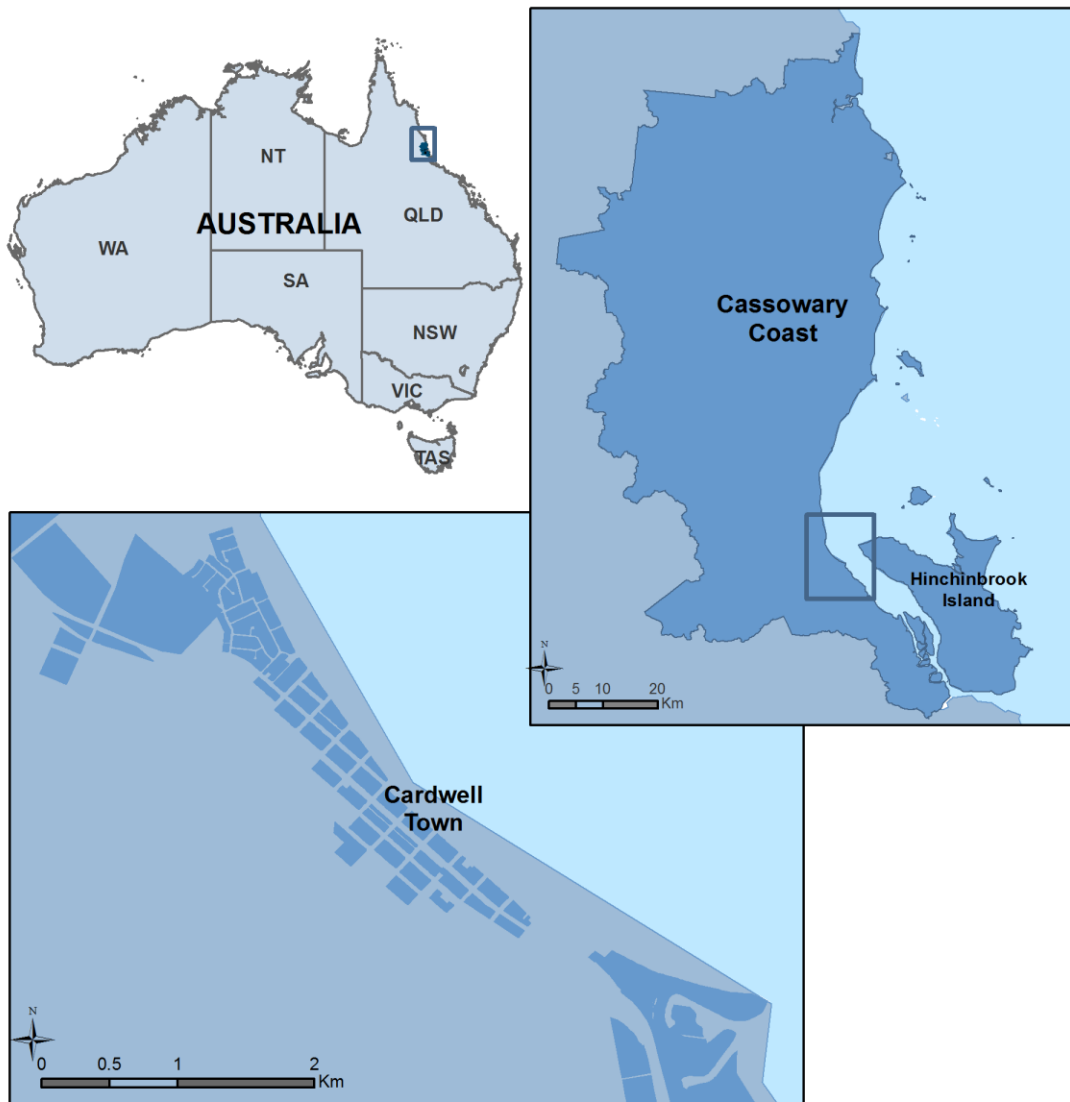 NT
AUSTRALIA
QLD
WA
SA
NSW
VIC
TAS
Cassowary
Coast
Hinchinbrook
Island
N
0 5 10 20
Km
Cardwell
Town
N
0 0.5 1 2
Km